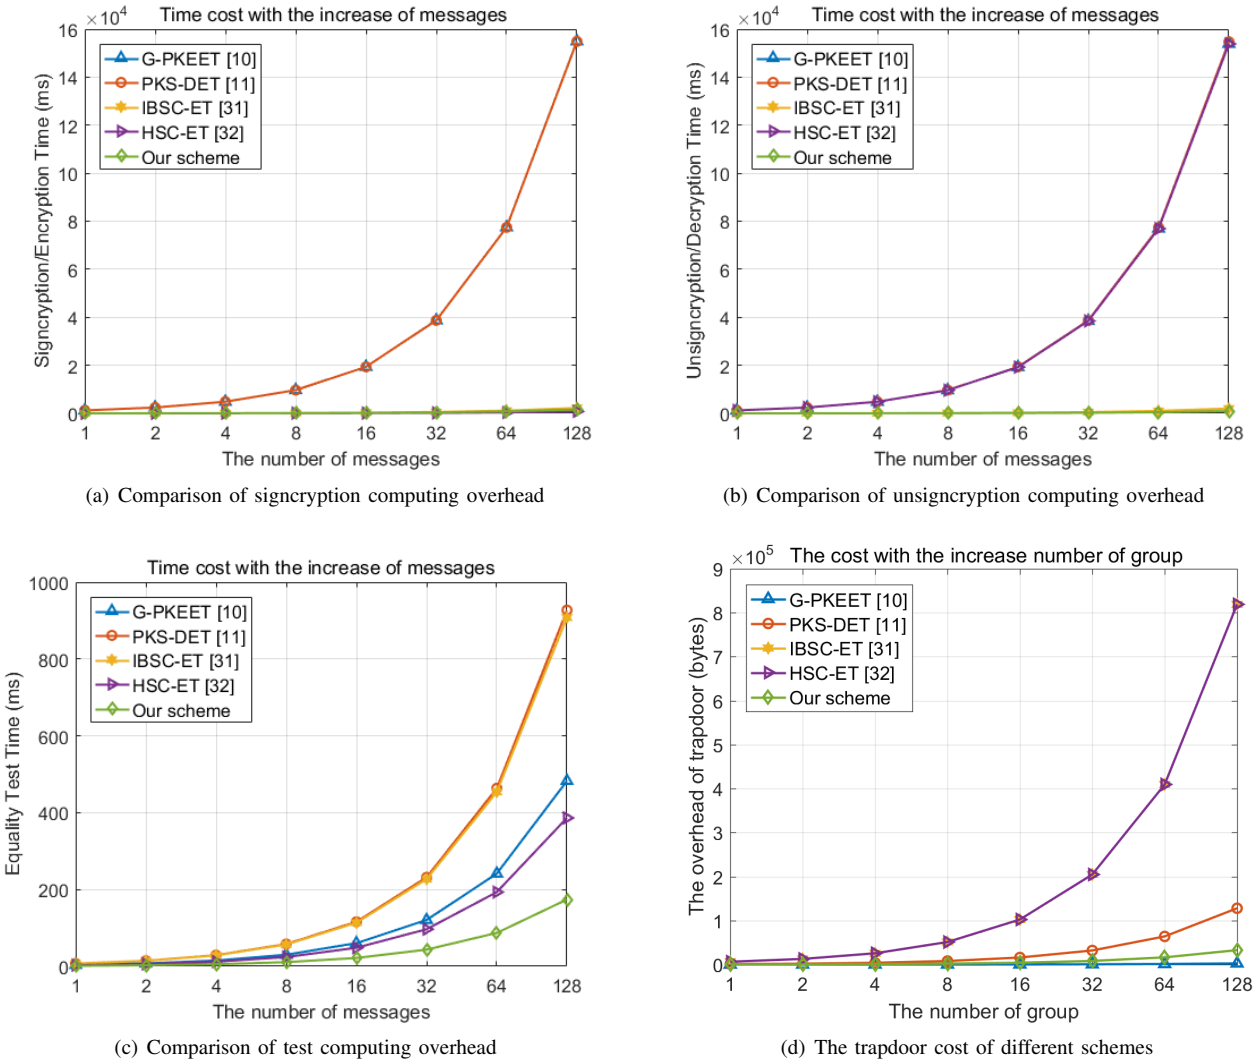 Time cost with the increase of messages
×10⁴
16
14
12
10
8
6
4
2
0
Signcryption/Encryption Time (ms)
G-PKEET [10]
PKS-DET [11]
IBSC-ET [31]
HSC-ET [32]
Our scheme
1 2 4 8 16 32 64 128
The number of messages
(a) Comparison of signcryption computing overhead
Time cost with the increase of messages
×10⁴
16
14
12
10
8
6
4
2
0
Unsigncryption/Decryption Time (ms)
G-PKEET [10]
PKS-DET [11]
IBSC-ET [31]
HSC-ET [32]
Our scheme
1 2 4 8 16 32 64 128
The number of messages
(b) Comparison of unsigncryption computing overhead
Time cost with the increase of messages
1000
800
600
400
200
0
Equality Test Time (ms)
G-PKEET [10]
PKS-DET [11]
IBSC-ET [31]
HSC-ET [32]
Our scheme
1 2 4 8 16 32 64 128
The number of messages
(c) Comparison of test computing overhead
The cost with the increase number of group
×10⁵
9
8
7
6
5
4
3
2
1
0
The overhead of trapdoor (bytes)
G-PKEET [10]
PKS-DET [11]
IBSC-ET [31]
HSC-ET [32]
Our scheme
1 2 4 8 16 32 64 128
The number of group
(d) The trapdoor cost of different schemes